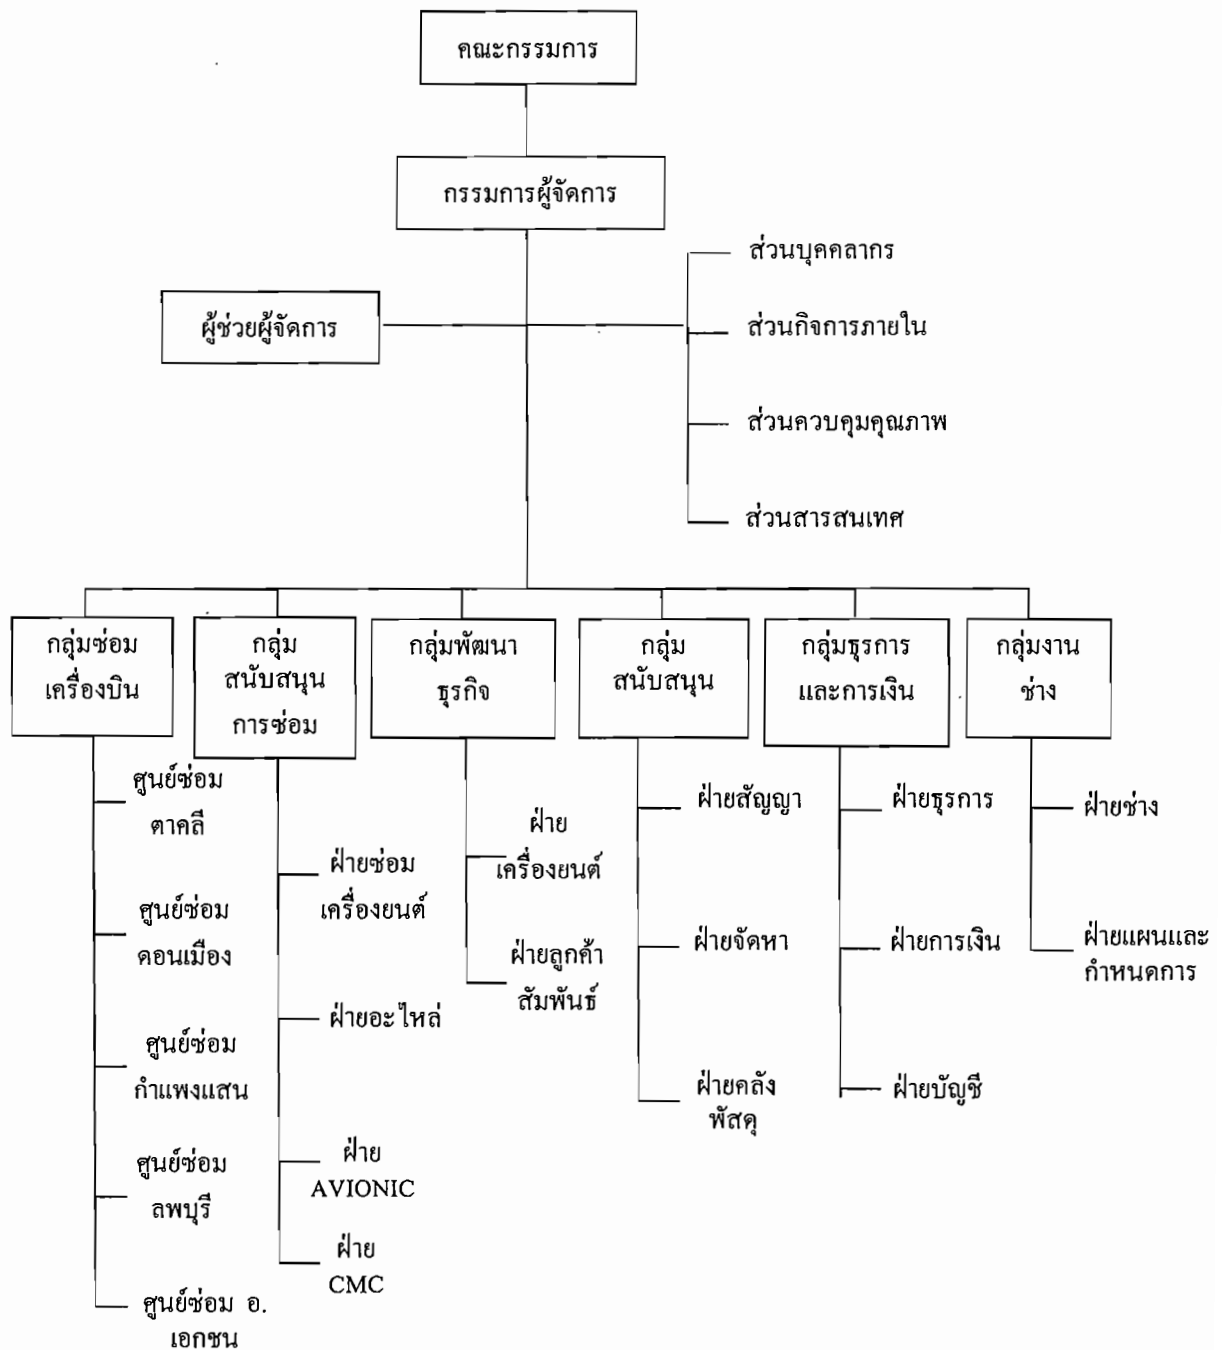 คณะกรรมการ
กรรมการผู้จัดการ
ผู้ช่วยผู้จัดการ
ส่วนบุคคลากร
ส่วนกิจการภายใน
ส่วนควบคุมคุณภาพ
ส่วนสารสนเทศ
กลุ่มซ่อม
เครื่องบิน
ศูนย์ซ่อม
ตาคลี
ศูนย์ซ่อม
ดอนเมือง
ศูนย์ซ่อม
กำแพงแสน
ศูนย์ซ่อม
ลพบุรี
ศูนย์ซ่อม อ.
เอกชน
กลุ่ม
สนับสนุน
การซ่อม
ฝ่ายซ่อม
เครื่องยนต์
ฝ่ายอะไหล่
ฝ่าย
AVIONIC
ฝ่าย
CMC
กลุ่มพัฒนา
ธุรกิจ
ฝ่าย
เครื่องยนต์
ฝ่ายลูกค้า
สัมพันธ์
กลุ่ม
สนับสนุน
ฝ่ายสัญญา
ฝ่ายจัดหา
ฝ่ายคลัง
พัสดุ
กลุ่มธุรการ
และการเงิน
ฝ่ายธุรการ
ฝ่ายการเงิน
ฝ่ายบัญชี
กลุ่มงาน
ช่าง
ฝ่ายช่าง
ฝ่ายแผนและ
กำหนดการ